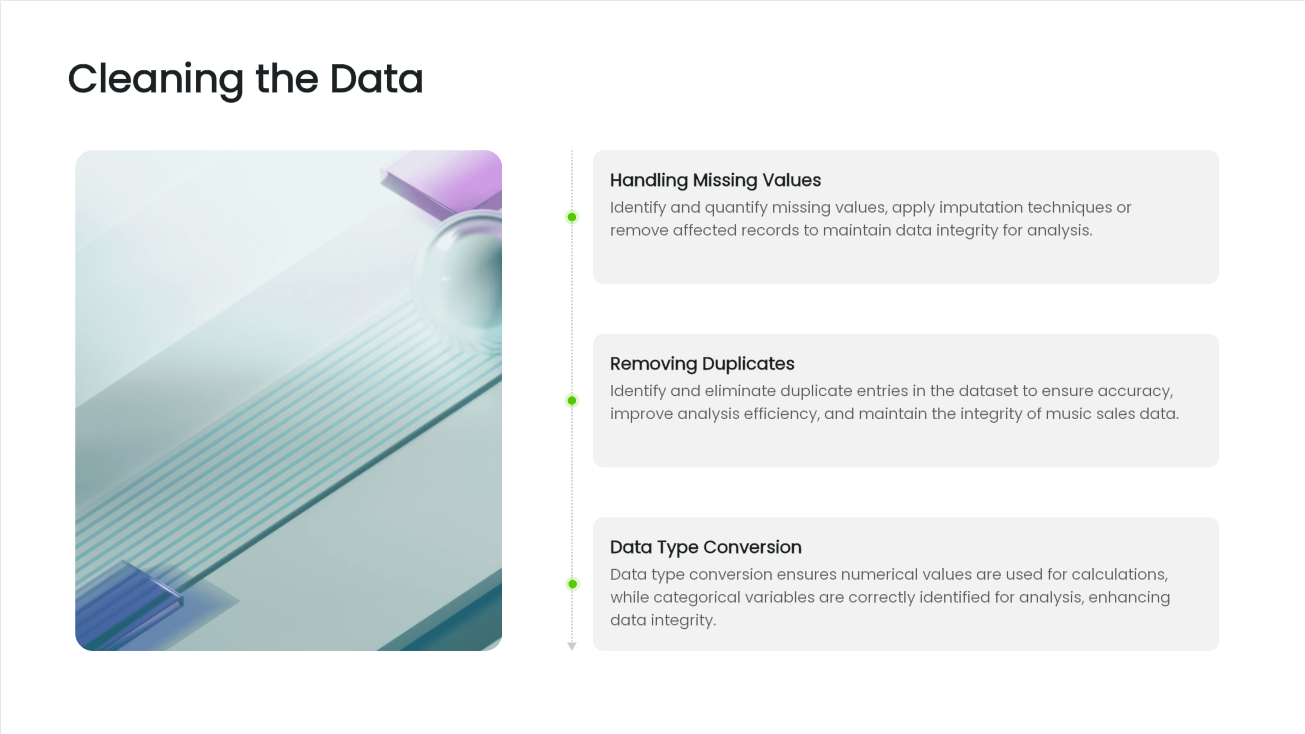 Cleaning the Data
Handling Missing Values
Identify and quantify missing values, apply imputation techniques or
remove affected records to maintain data integrity for analysis.
Removing Duplicates
Identify and eliminate duplicate entries in the dataset to ensure accuracy,
improve analysis efficiency, and maintain the integrity of music sales data.
Data Type Conversion
Data type conversion ensures numerical values are used for calculations,
while categorical variables are correctly identified for analysis, enhancing
data integrity.